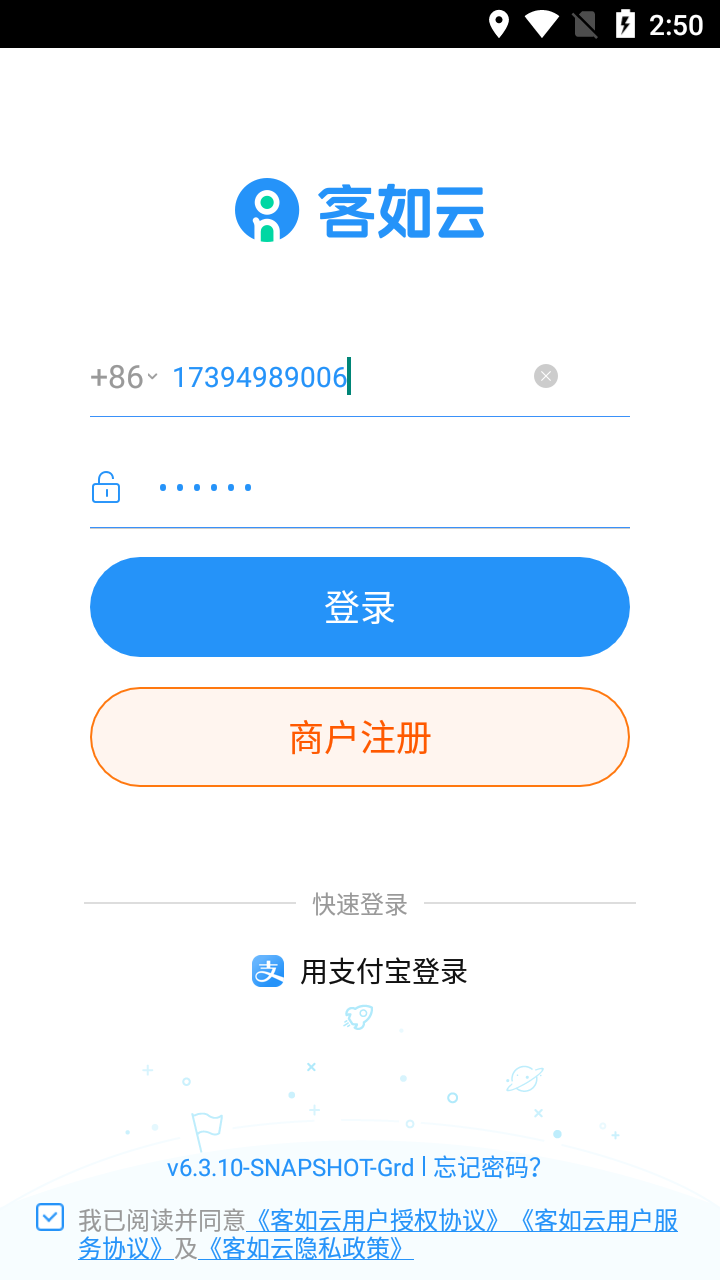 2:50
客如云
+86 17394989006
登录
商户注册
快速登录
支 用支付宝登录
v6.3.10-SNAPSHOT-Grd | 忘记密码?
我已阅读并同意《客如云用户授权协议》《客如云用户服
务协议》及《客如云隐私政策》